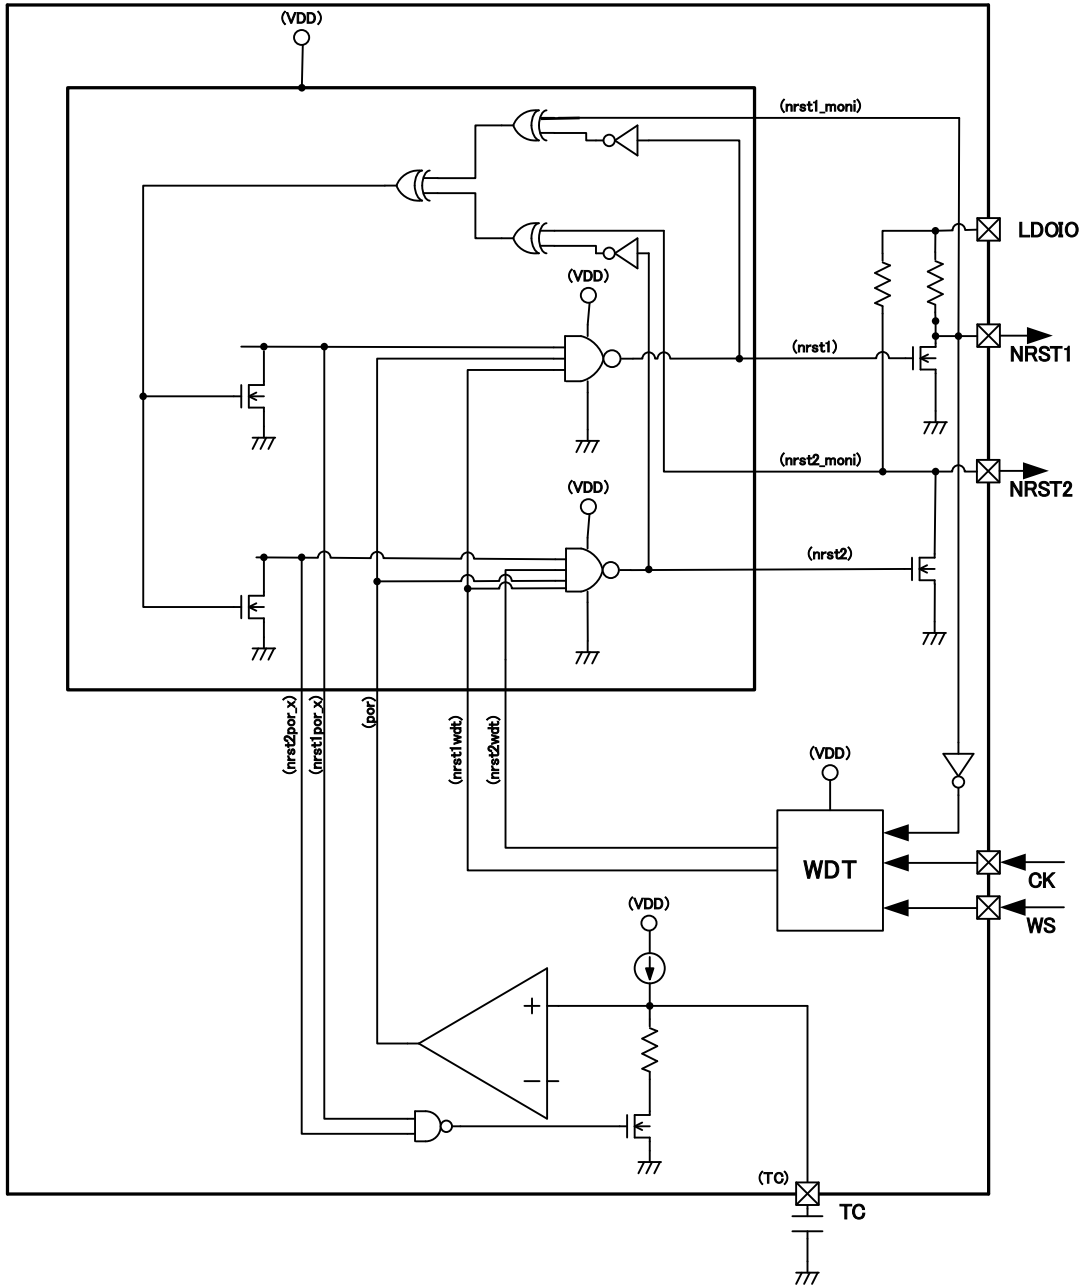 (VDD)
(nrst1_moni)
LDOIO
(VDD)
(nrst1)
NRST1
(nrst2_moni)
(VDD)
NRST2
(nrst2)
(nrst2por_x)
(nrst1por_x)
(por)
(nrst1wdt)
(nrst2wdt)
(VDD)
WDT
CK
(VDD)
WS
+
−
(TC)
TC